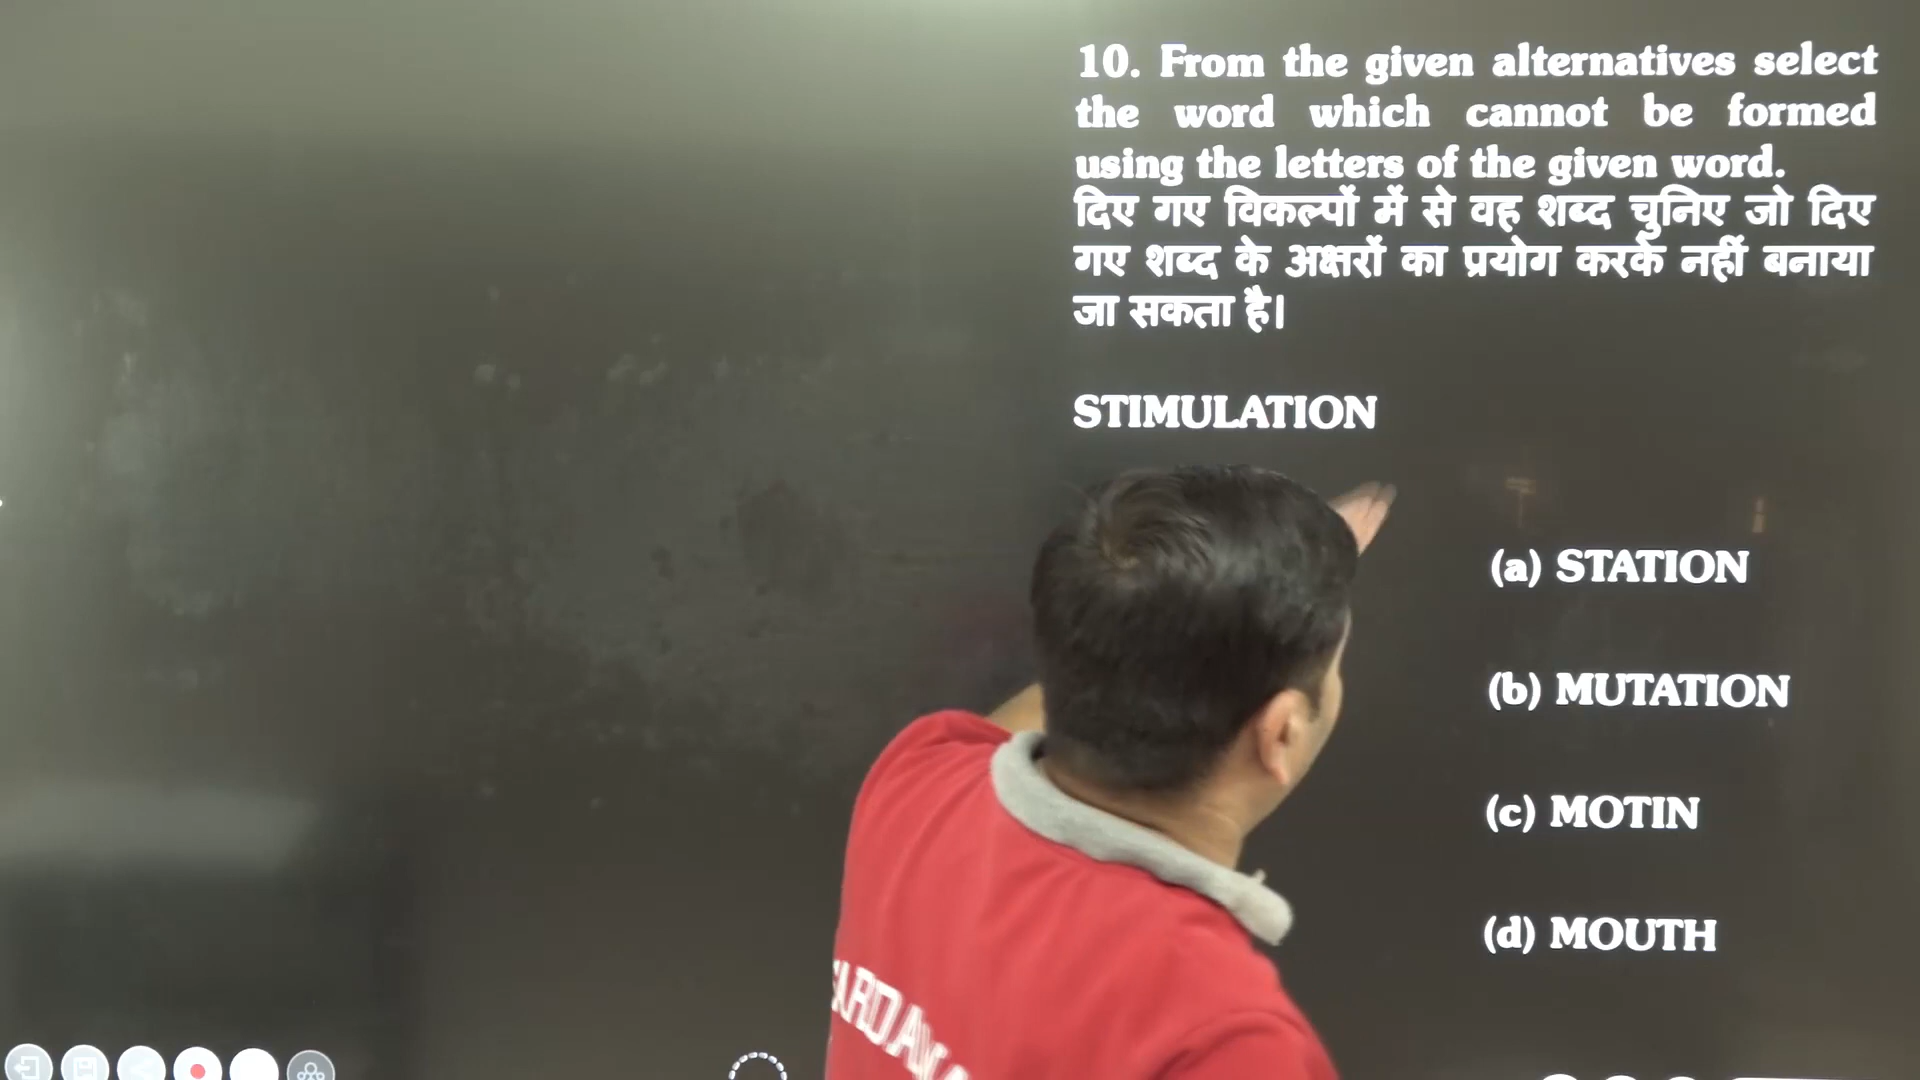 10. From the given alternatives select
the word which cannot be formed
using the letters of the given word.
दिए गए विकल्पों में से वह शब्द चुनिए जो दिए
गए शब्द के अक्षरों का प्रयोग करके नहीं बनाया
जा सकता है।
STIMULATION
(a) STATION
(b) MUTATION
(c) MOTIN
(d) MOUTH